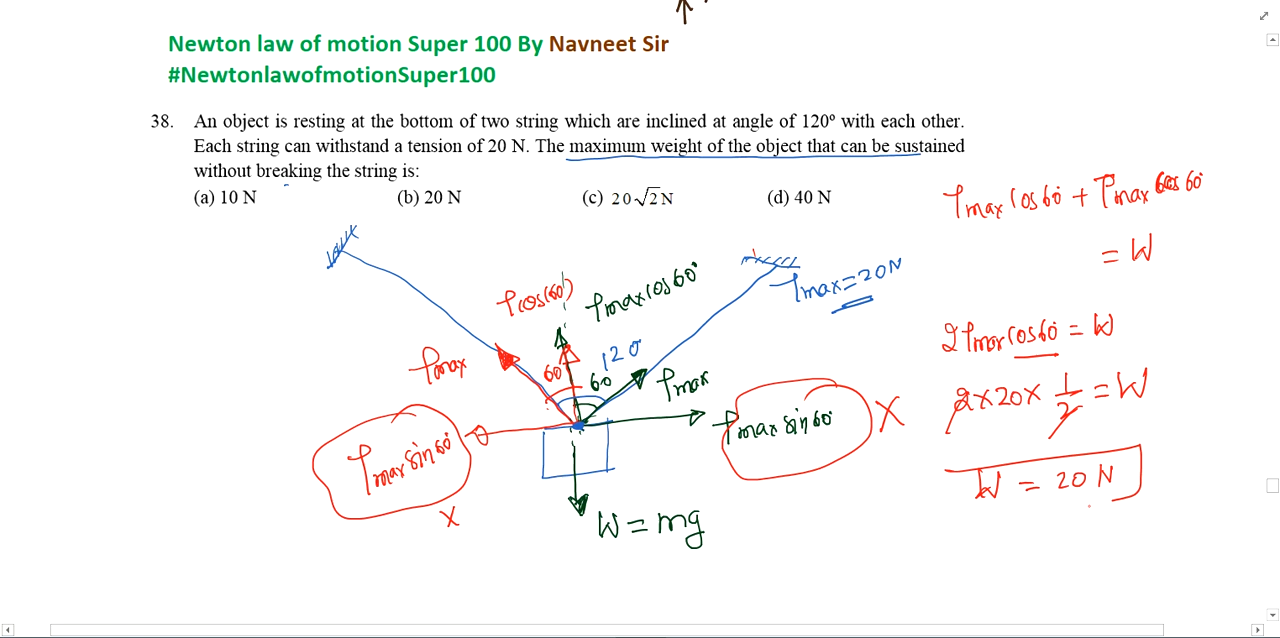 Newton law of motion Super 100 By Navneet Sir
#NewtonlawofmotionSuper100
38. An object is resting at the bottom of two string which are inclined at angle of 120º with each other.
Each string can withstand a tension of 20 N. The maximum weight of the object that can be sustained
without breaking the string is:
(a) 10 N (b) 20 N (c) 20√2 N (d) 40 N
Tmax cos 60° + Tmax cos 60°
= W
Tmax = 20N
T cos(60°)
Tmax cos 60°
2 Tmax cos 60° = W
120°
60°
60
Tmax
Tmax
2 × 20 × 1/2 = W
Tmax sin 60°
X
Tmax sin 60°
X
W = 20 N
W = mg